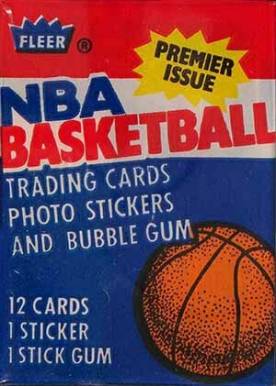 FLEER ®
PREMIER
ISSUE
NBA
BASKETBALL
TRADING CARDS
PHOTO STICKERS
AND BUBBLE GUM
12 CARDS
1 STICKER
1 STICK GUM